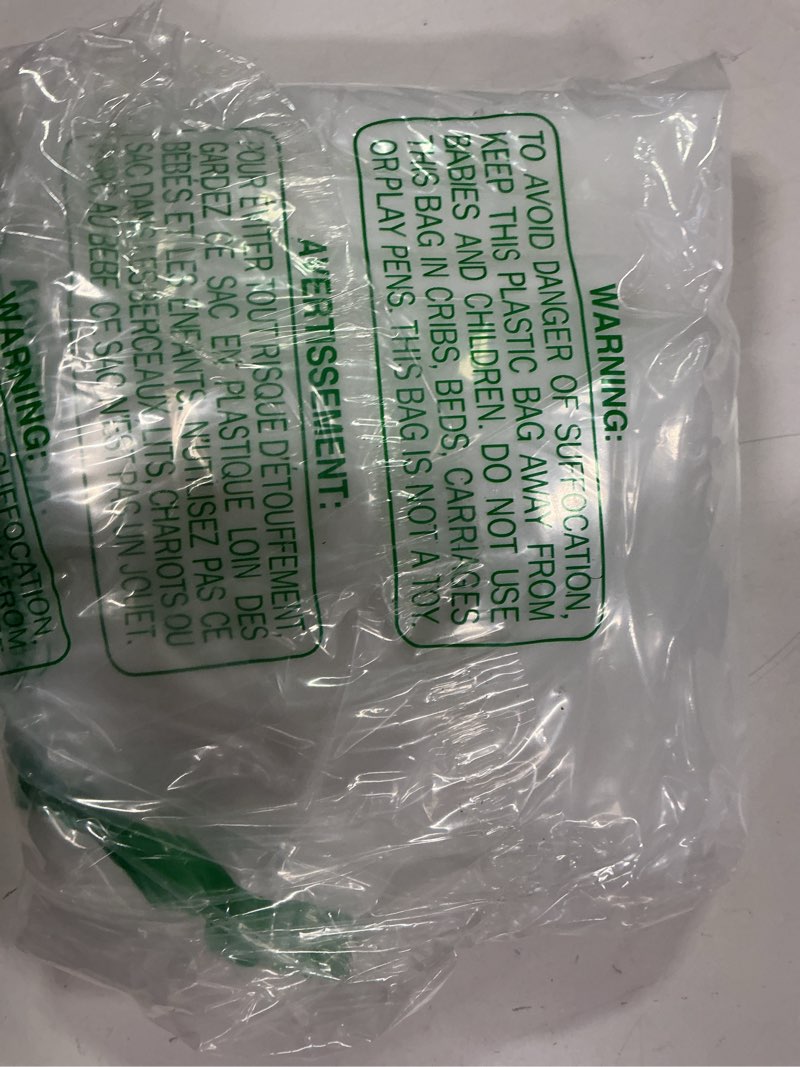 WARNING:
TO AVOID DANGER OF SUFFOCATION,
KEEP THIS PLASTIC BAG AWAY FROM
BABIES AND CHILDREN. DO NOT USE
THIS BAG IN CRIBS, BEDS, CARRIAGES
OR PLAY PENS. THIS BAG IS NOT A TOY.
AVERTISSEMENT:
POUR ÉVITER TOUT RISQUE D'ÉTOUFFEMENT,
GARDEZ CE SAC EN PLASTIQUE LOIN DES
BÉBÉS ET LES ENFANTS. N'UTILISEZ PAS CE
SAC DANS LES BERCEAUX, LITS, CHARIOTS OU
AU BÉBÉ. CE SAC N'EST PAS UN JOUET.
WARNING:
SUFFOCATION
FROM